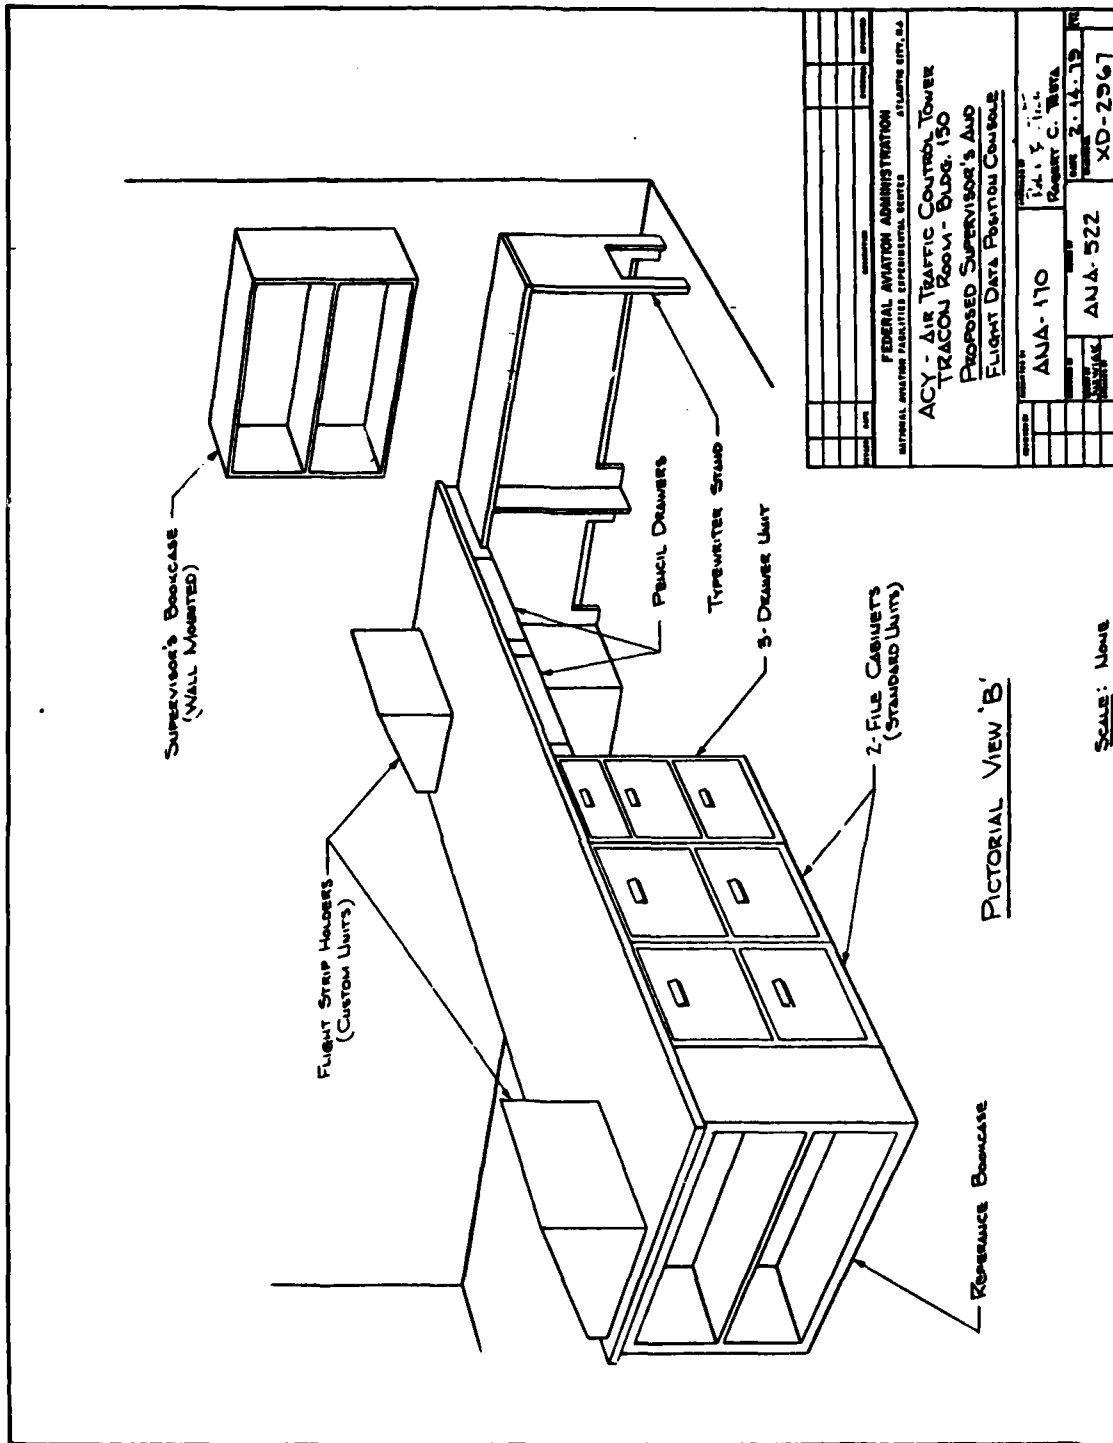 SUPERVISOR'S BOOKCASE
(WALL MOUNTED)
FLIGHT STRIP HOLDERS
(CUSTOM UNITS)
PENCIL DRAWERS
TYPEWRITER STAND
3-DRAWER UNIT
2-FILE CABINETS
(STANDARD UNITS)
REFERANCE BOOKCASE
PICTORIAL VIEW 'B'
SCALE: NONE
FEDERAL AVIATION ADMINISTRATION
NATIONAL AVIATION FACILITIES EXPERIMENTAL CENTER ATLANTIC CITY, N.J.
ACY - AIR TRAFFIC CONTROL TOWER
TRACON ROOM - BLDG. 150
PROPOSED SUPERVISOR'S AND
FLIGHT DATA POSITION CONSOLE
ANA-170
ROBERT C. TESTA
ANA-522
DATE 2-14-79
XD-2967